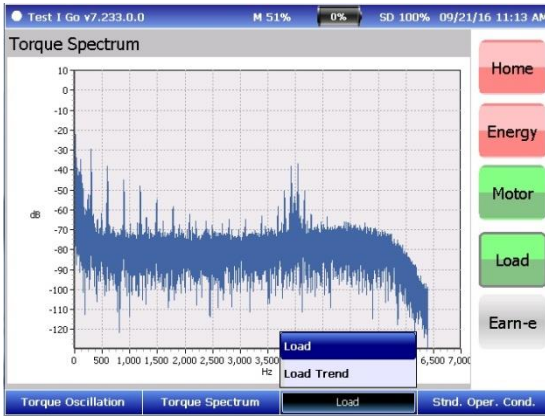 Test I Go v7.233.0.0 M 51% 0% SD 100% 09/21/16 11:13 AM
Torque Spectrum
Home
Energy
Motor
Load
Earn-e
10
0
-10
-20
-30
-40
-50
-60
-70
-80
-90
-100
-110
-120
dB
0 500 1,000 1,500 2,000 2,500 3,000 3,500 6,500 7,000
Hz
Load
Load Trend
Torque Oscillation Torque Spectrum Load Stnd. Oper. Cond.